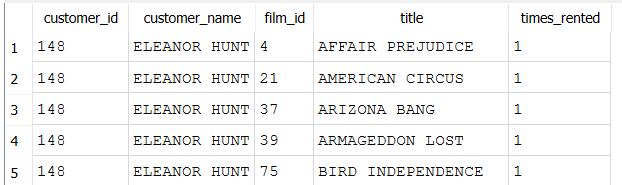 customer_id customer_name film_id title times_rented
1 148 ELEANOR HUNT 4 AFFAIR PREJUDICE 1
2 148 ELEANOR HUNT 21 AMERICAN CIRCUS 1
3 148 ELEANOR HUNT 37 ARIZONA BANG 1
4 148 ELEANOR HUNT 39 ARMAGEDDON LOST 1
5 148 ELEANOR HUNT 75 BIRD INDEPENDENCE 1